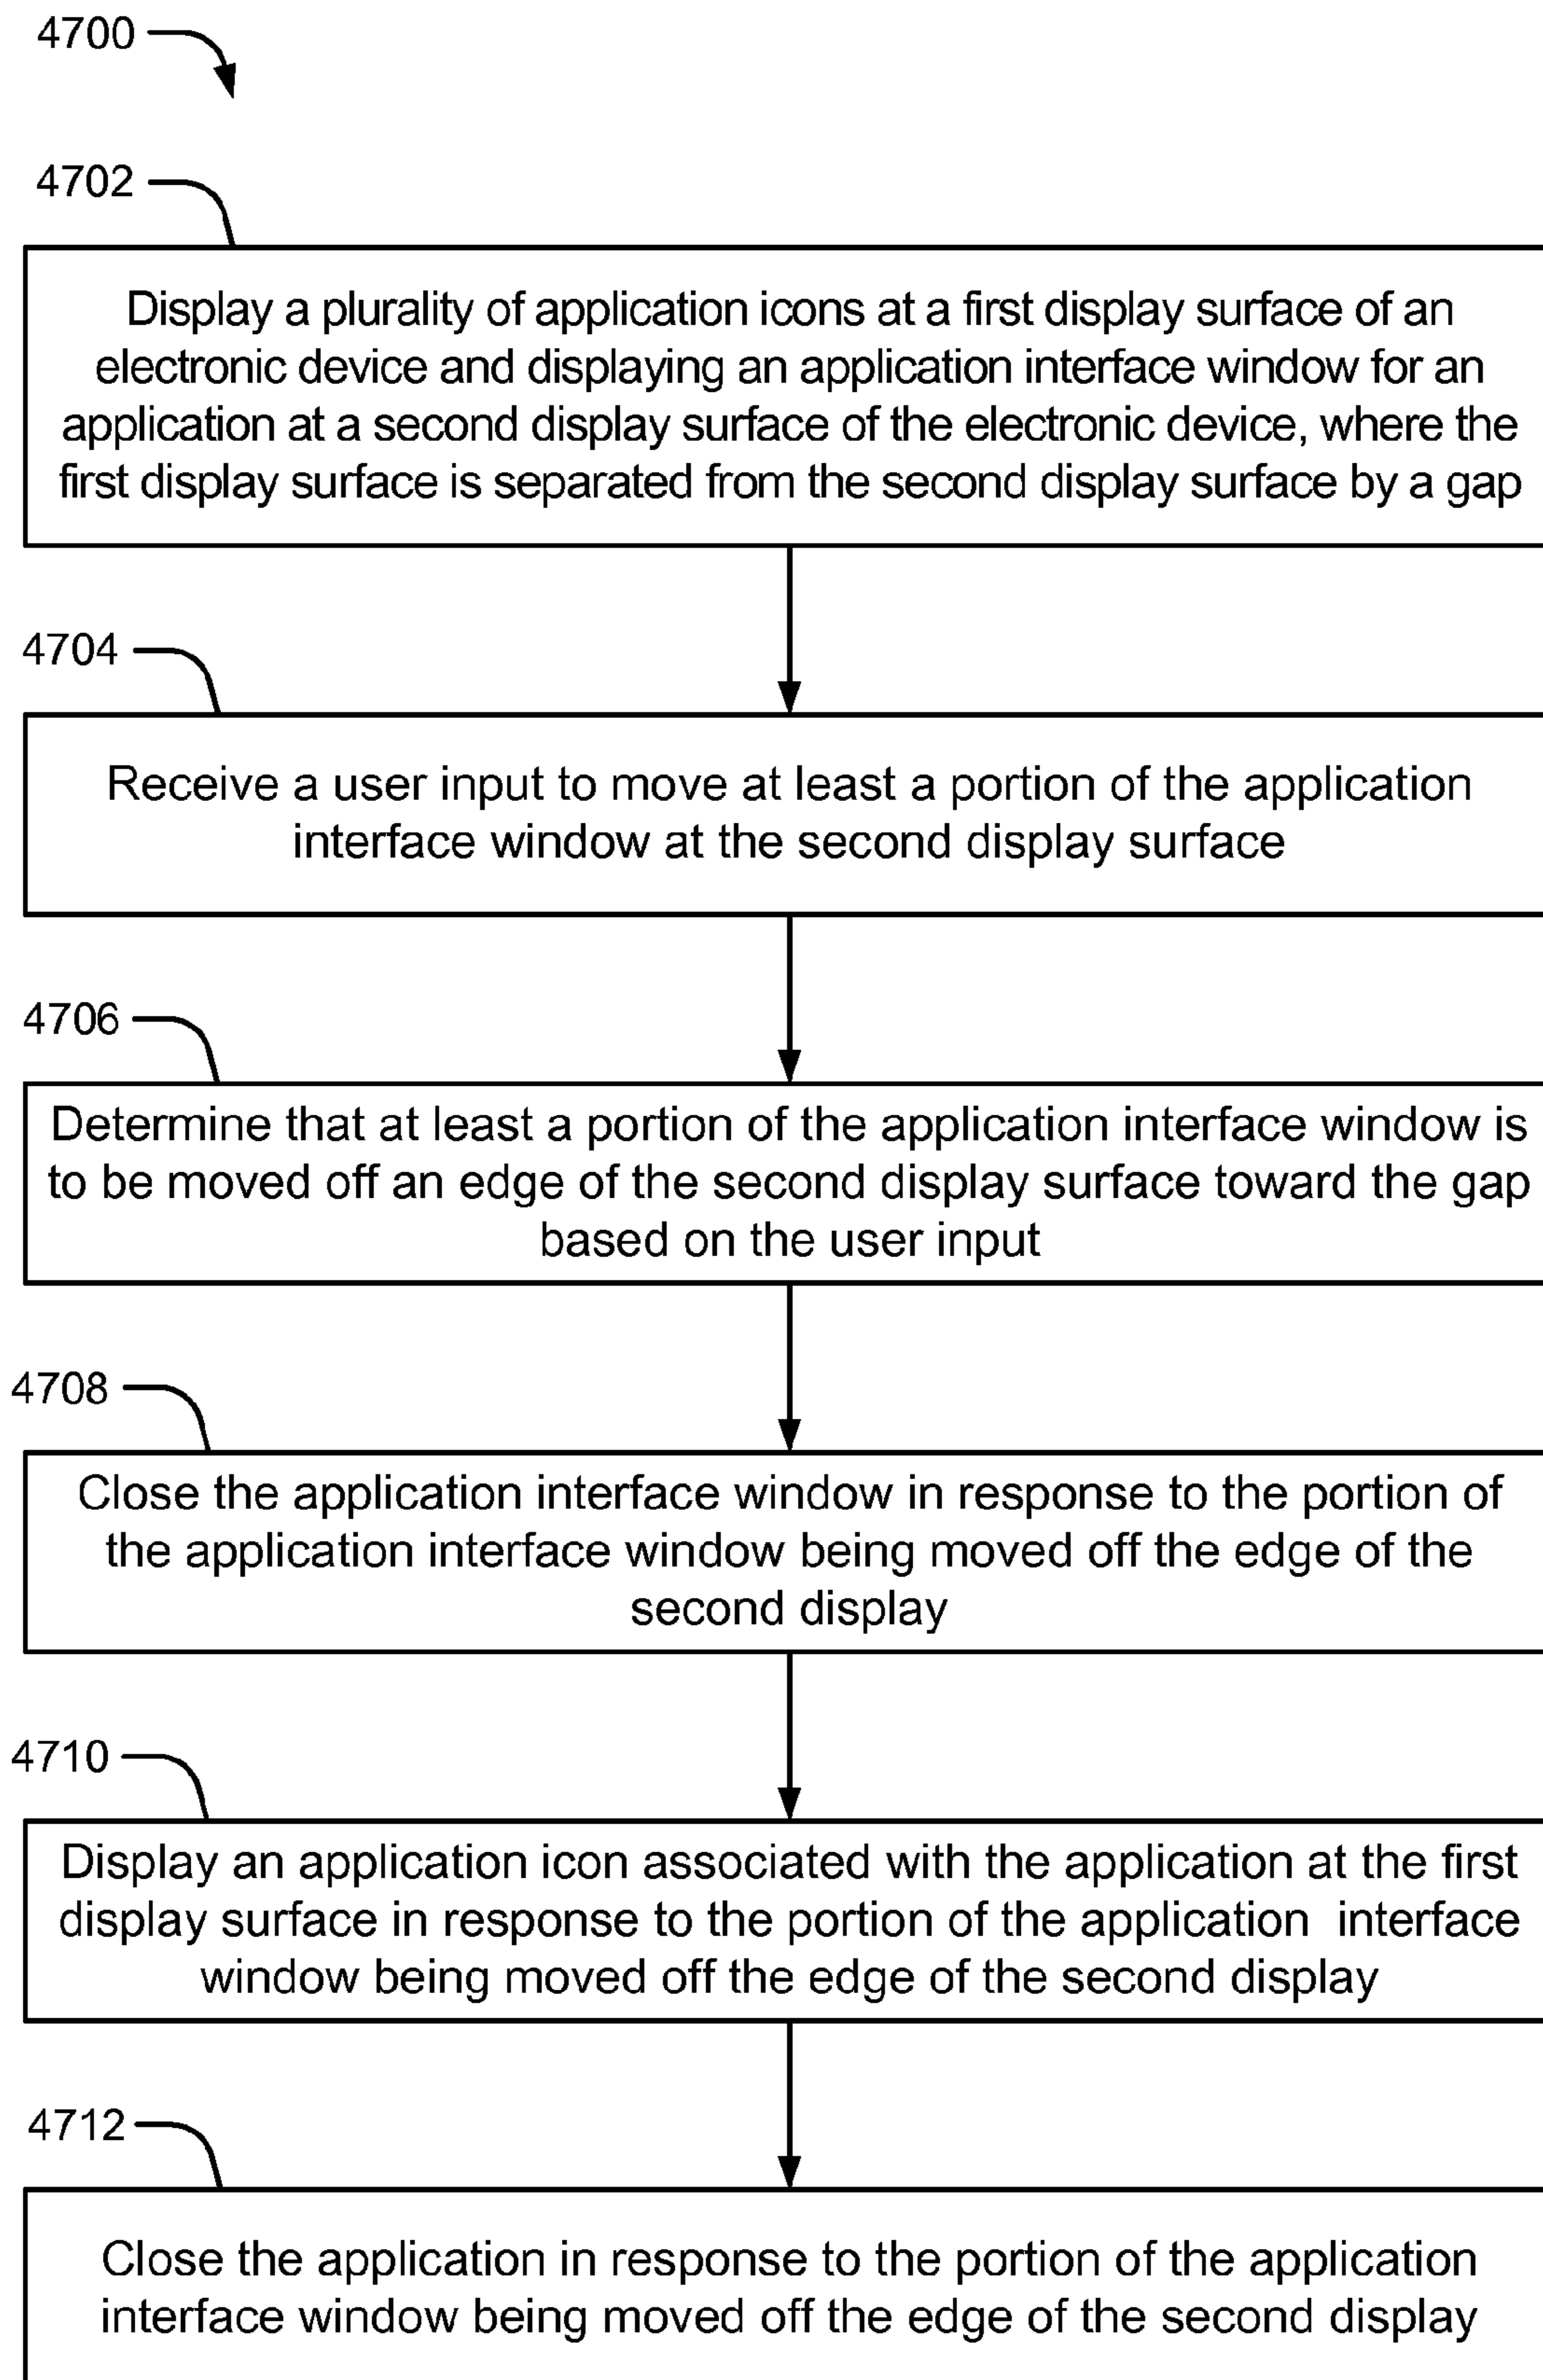 4700
4702
Display a plurality of application icons at a first display surface of an
electronic device and displaying an application interface window for an
application at a second display surface of the electronic device, where the
first display surface is separated from the second display surface by a gap
4704
Receive a user input to move at least a portion of the application
interface window at the second display surface
4706
Determine that at least a portion of the application interface window is
to be moved off an edge of the second display surface toward the gap
based on the user input
4708
Close the application interface window in response to the portion of
the application interface window being moved off the edge of the
second display
4710
Display an application icon associated with the application at the first
display surface in response to the portion of the application interface
window being moved off the edge of the second display
4712
Close the application in response to the portion of the application
interface window being moved off the edge of the second display